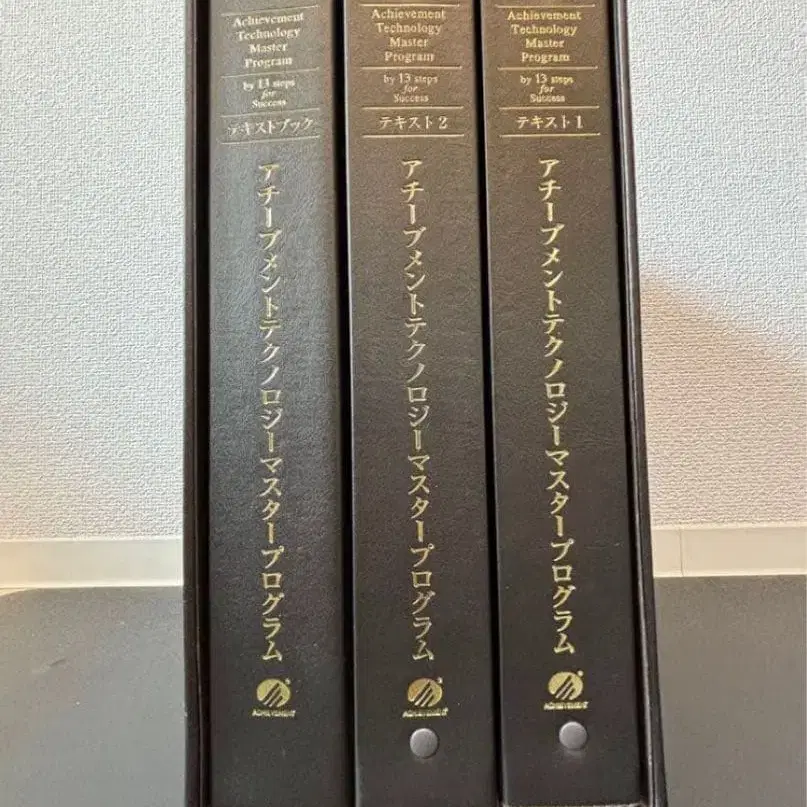 Achievement
Technology
Master
Program
by 13 steps
for
Success
テキストブック
アチーブメントテクノロジーマスタープログラム
ACHIEVEMENT
Achievement
Technology
Master
Program
by 13 steps
for
Success
テキスト2
アチーブメントテクノロジーマスタープログラム
ACHIEVEMENT
Achievement
Technology
Master
Program
by 13 steps
for
Success
テキスト1
アチーブメントテクノロジーマスタープログラム
ACHIEVEMENT